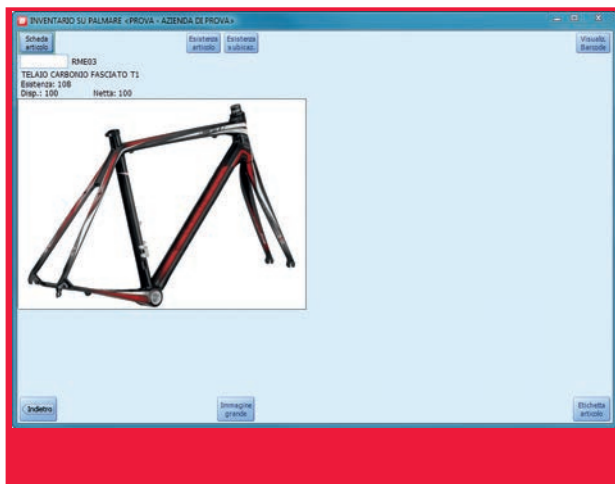 INVENTARIO SU PALMARE <PROVA - AZIENDA DI PROVA>
Scheda articolo
Esistenza articolo
Esistenza x ubicaz.
Visualo. Barcode
RME03
TELAIO CARBONIO FASCIATO T1
Esistenza: 108
Disp.: 100 Netta: 100
Indietro
Immagine grande
Etichetta articolo